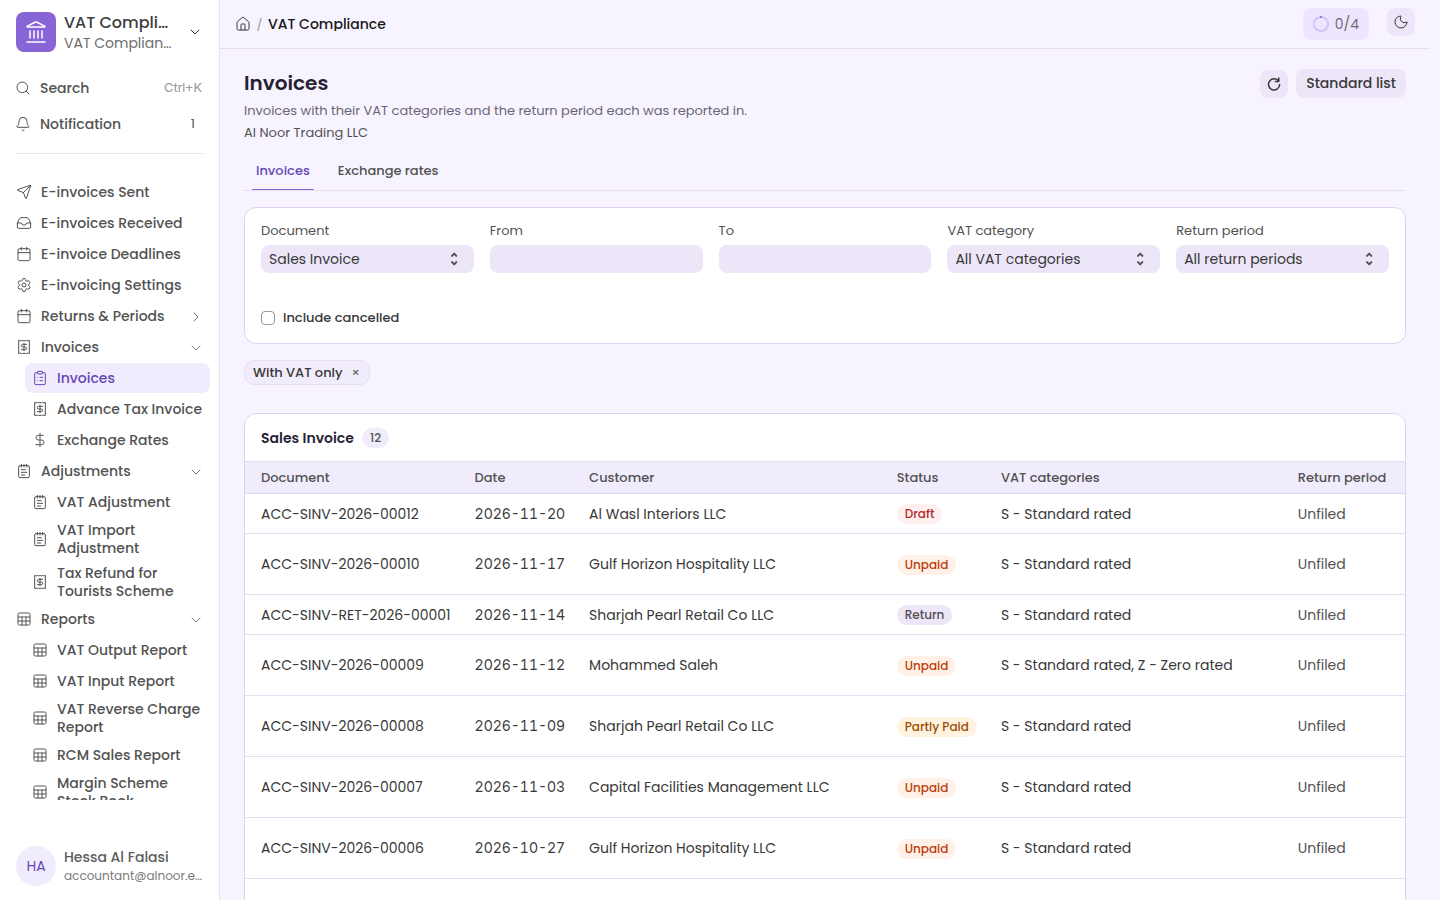 VAT Compli...
VAT Complian...
Search Ctrl+K
Notification 1
E-invoices Sent
E-invoices Received
E-invoice Deadlines
E-invoicing Settings
Returns & Periods
Invoices
Invoices
Advance Tax Invoice
Exchange Rates
Adjustments
VAT Adjustment
VAT Import
Adjustment
Tax Refund for
Tourists Scheme
Reports
VAT Output Report
VAT Input Report
VAT Reverse Charge
Report
RCM Sales Report
Margin Scheme
Stock Book
HA
Hessa Al Falasi
accountant@alnoor.e...
/ VAT Compliance
0/4
Invoices
Standard list
Invoices with their VAT categories and the return period each was reported in.
Al Noor Trading LLC
Invoices Exchange rates
Document From To VAT category Return period
Sales Invoice All VAT categories All return periods
Include cancelled
With VAT only ×
Sales Invoice 12
Document Date Customer Status VAT categories Return period
ACC-SINV-2026-00012 2026-11-20 Al Wasl Interiors LLC Draft S - Standard rated Unfiled
ACC-SINV-2026-00010 2026-11-17 Gulf Horizon Hospitality LLC Unpaid S - Standard rated Unfiled
ACC-SINV-RET-2026-00001 2026-11-14 Sharjah Pearl Retail Co LLC Return S - Standard rated Unfiled
ACC-SINV-2026-00009 2026-11-12 Mohammed Saleh Unpaid S - Standard rated, Z - Zero rated Unfiled
ACC-SINV-2026-00008 2026-11-09 Sharjah Pearl Retail Co LLC Partly Paid S - Standard rated Unfiled
ACC-SINV-2026-00007 2026-11-03 Capital Facilities Management LLC Unpaid S - Standard rated Unfiled
ACC-SINV-2026-00006 2026-10-27 Gulf Horizon Hospitality LLC Unpaid S - Standard rated Unfiled